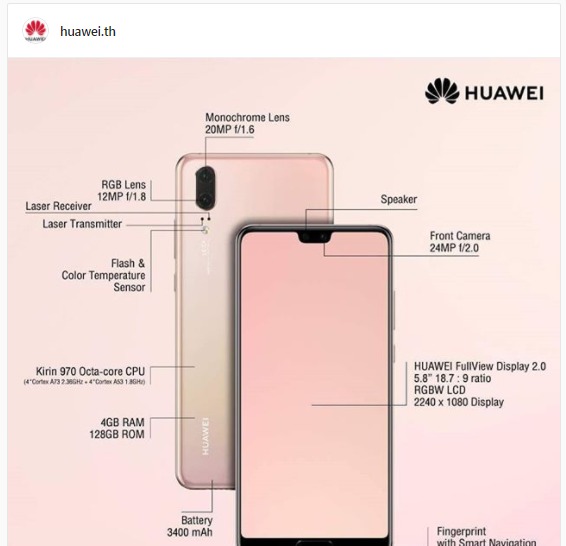 huawei.th
HUAWEI
HUAWEI
Monochrome Lens
20MP f/1.6
RGB Lens
12MP f/1.8
Laser Receiver
Laser Transmitter
Flash &
Color Temperature
Sensor
Speaker
Front Camera
24MP f/2.0
Kirin 970 Octa-core CPU
(4*Cortex A73 2.36GHz + 4*Cortex A53 1.8GHz)
HUAWEI FullView Display 2.0
5.8" 18.7 : 9 ratio
RGBW LCD
2240 x 1080 Display
4GB RAM
128GB ROM
HUAWEI
Battery
3400 mAh
Fingerprint
with Smart Navigation